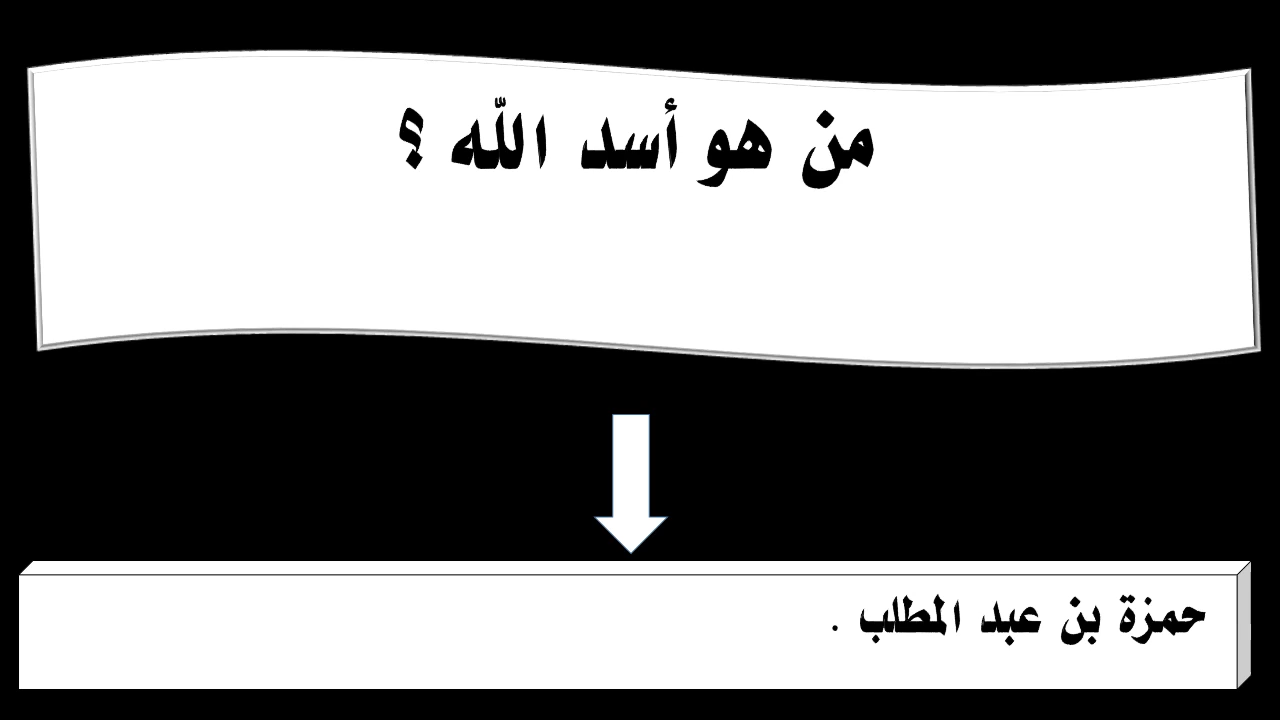 من هو أسد الله ؟
حمزة بن عبد المطلب .